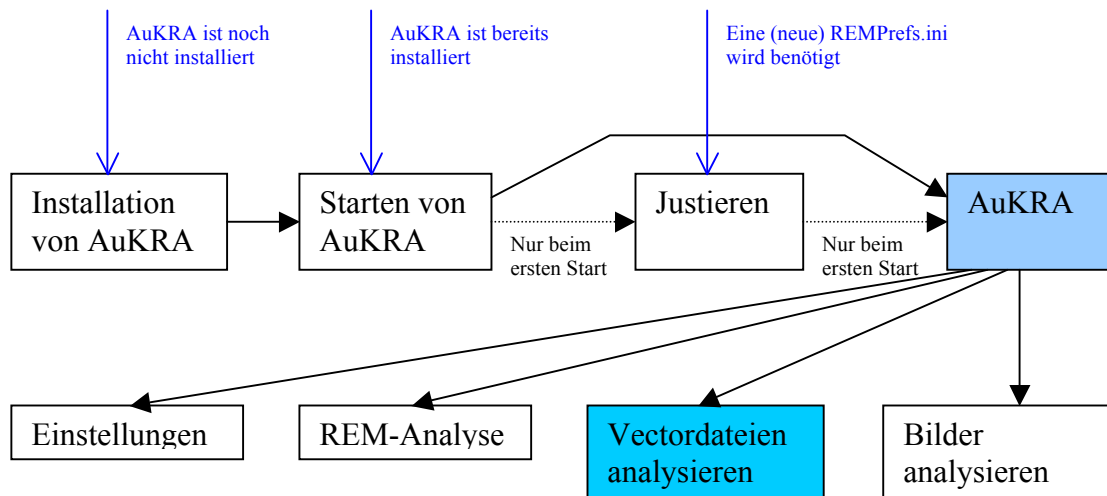 AuKRA ist noch
nicht installiert
AuKRA ist bereits
installiert
Eine (neue) REMPrefs.ini
wird benötigt
Installation
von AuKRA
Starten von
AuKRA
Justieren
AuKRA
Nur beim
ersten Start
Nur beim
ersten Start
Einstellungen
REM-Analyse
Vectordateien
analysieren
Bilder
analysieren